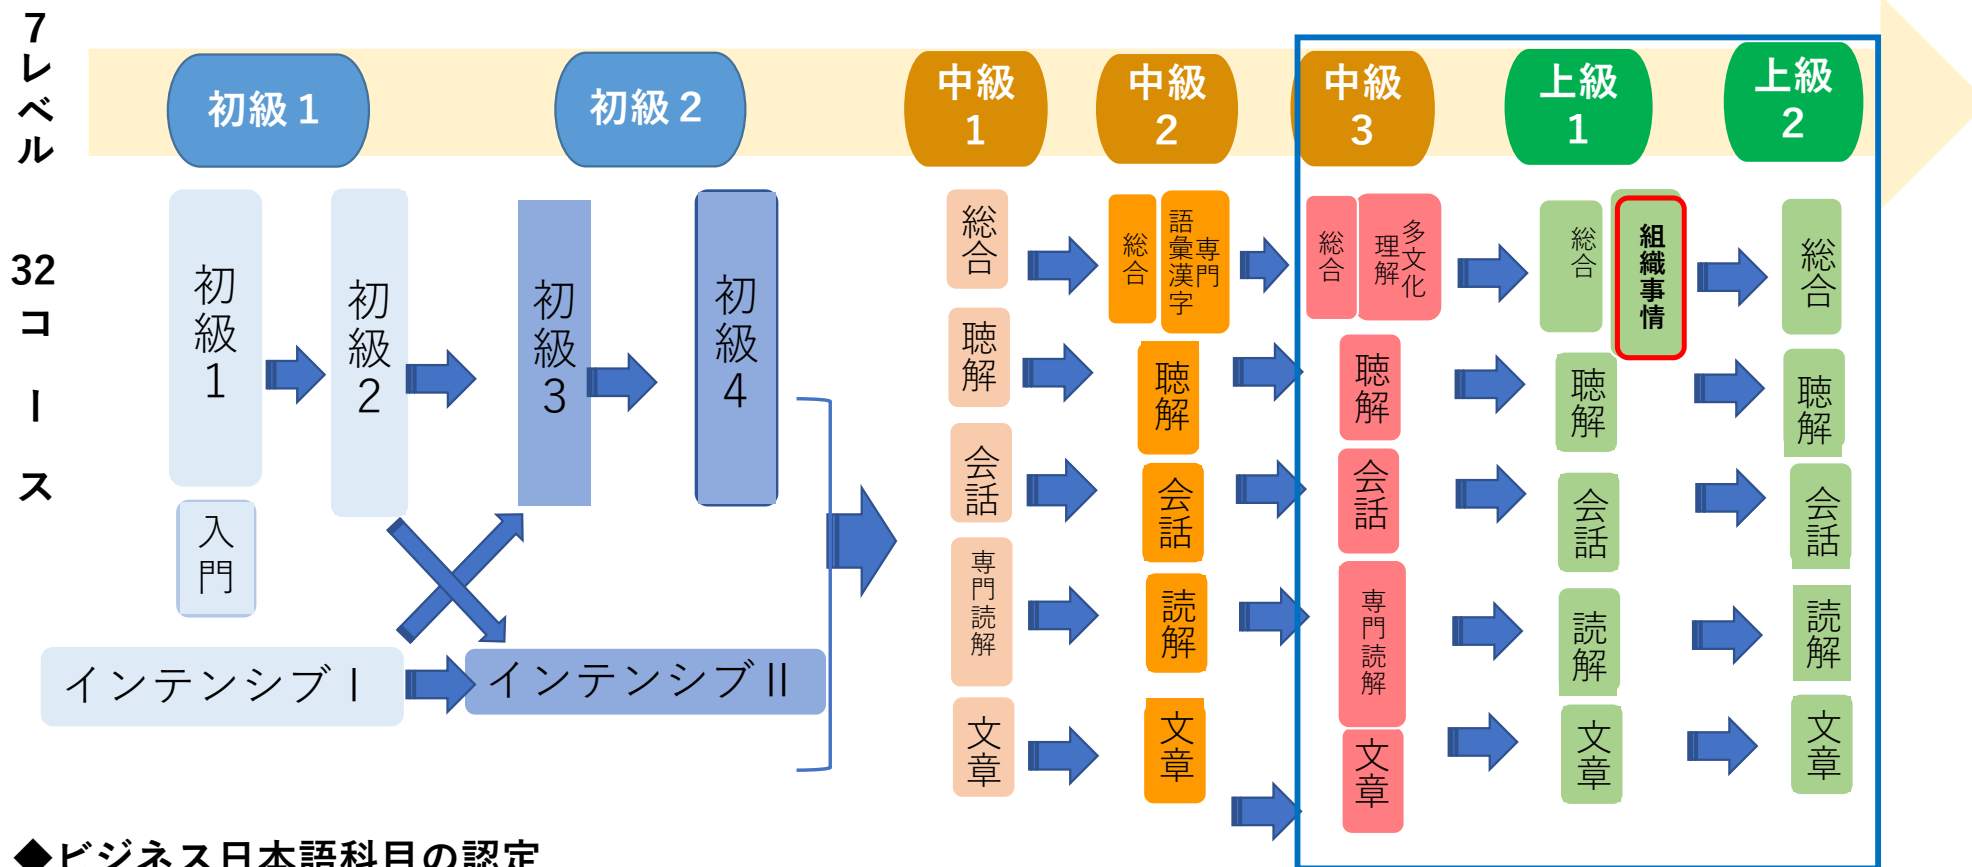 7レベル
初級1
初級2
中級
1
中級
2
中級
3
上級
1
上級
2
32コース
初級1
初級2
初級3
初級4
入門
インテンシブⅠ
インテンシブⅡ
総合
聴解
会話
専門読解
文章
総合
専門
語彙漢字
聴解
会話
読解
文章
総合
多文化
理解
聴解
会話
専門読解
文章
総合
組織事情
聴解
会話
読解
文章
総合
聴解
会話
読解
文章
◆ビジネス日本語科目の認定